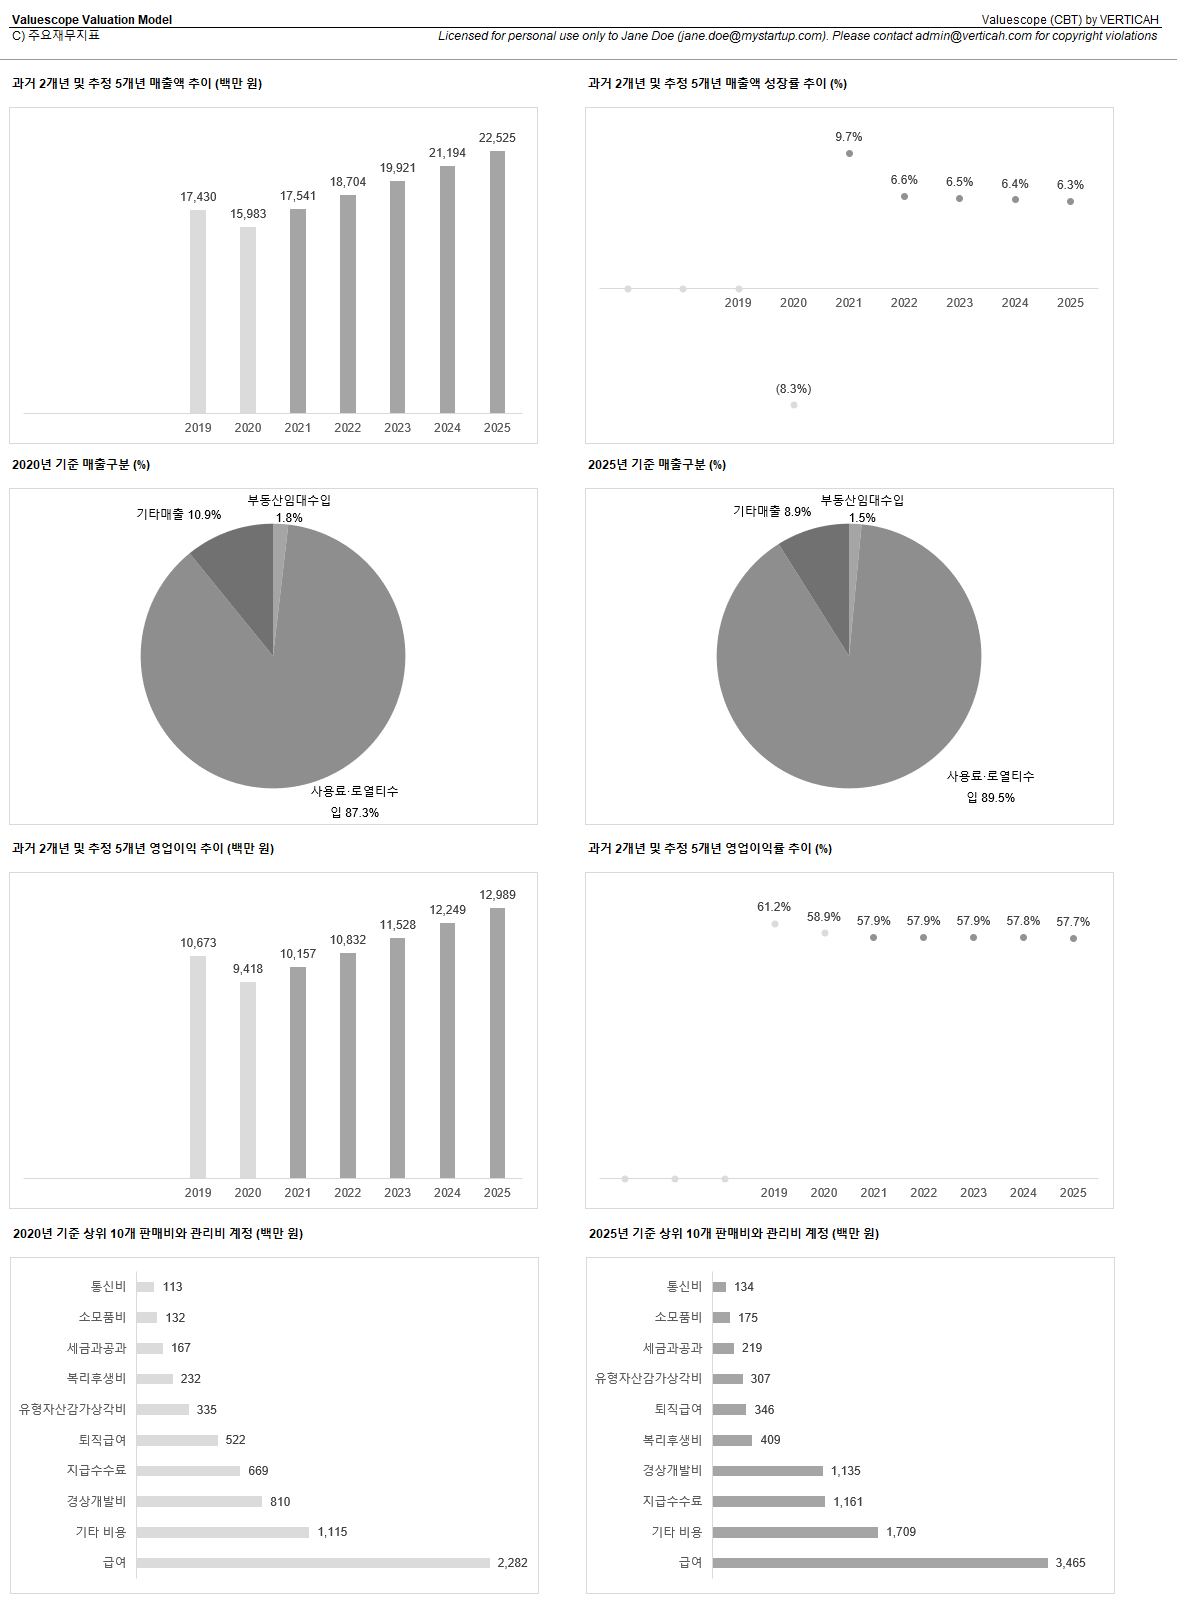 Valuescope Valuation Model
Valuescope (CBT) by VERTICAH
C) 주요재무지표
Licensed for personal use only to Jane Doe (jane.doe@mystartup.com). Please contact admin@verticah.com for copyright violations
과거 2개년 및 추정 5개년 매출액 추이 (백만 원)
22,525
21,194
19,921
18,704
17,430
17,541
15,983
2019 2020 2021 2022 2023 2024 2025
과거 2개년 및 추정 5개년 매출액 성장률 추이 (%)
9.7%
6.6% 6.5% 6.4% 6.3%
2019 2020 2021 2022 2023 2024 2025
(8.3%)
2020년 기준 매출구분 (%)
부동산임대수입
1.8%
기타매출 10.9%
사용료·로열티수
입 87.3%
2025년 기준 매출구분 (%)
부동산임대수입
1.5%
기타매출 8.9%
사용료·로열티수
입 89.5%
과거 2개년 및 추정 5개년 영업이익 추이 (백만 원)
12,989
12,249
11,528
10,832
10,673
10,157
9,418
2019 2020 2021 2022 2023 2024 2025
과거 2개년 및 추정 5개년 영업이익률 추이 (%)
61.2% 58.9% 57.9% 57.9% 57.9% 57.8% 57.7%
2019 2020 2021 2022 2023 2024 2025
2020년 기준 상위 10개 판매비와 관리비 계정 (백만 원)
통신비 113
소모품비 132
세금과공과 167
복리후생비 232
유형자산감가상각비 335
퇴직급여 522
지급수수료 669
경상개발비 810
기타 비용 1,115
급여 2,282
2025년 기준 상위 10개 판매비와 관리비 계정 (백만 원)
통신비 134
소모품비 175
세금과공과 219
유형자산감가상각비 307
퇴직급여 346
복리후생비 409
경상개발비 1,135
지급수수료 1,161
기타 비용 1,709
급여 3,465